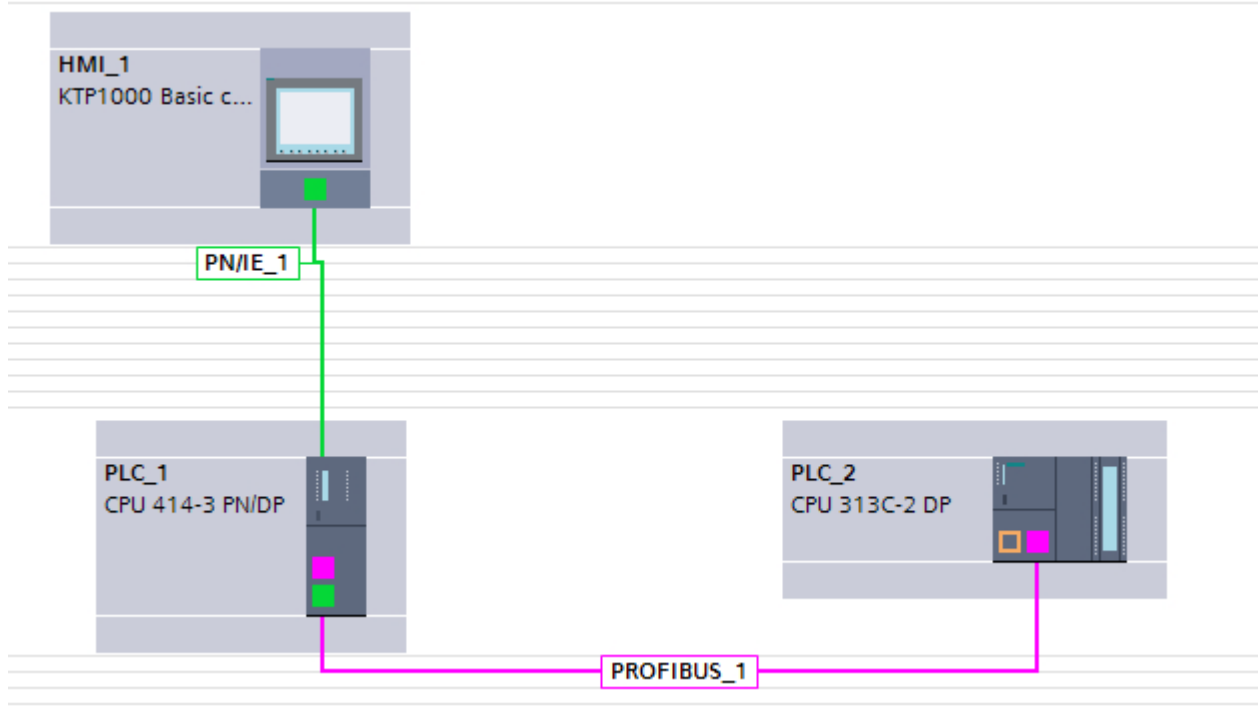 HMI_1
KTP1000 Basic c...
PN/IE_1
PLC_1
CPU 414-3 PN/DP
PLC_2
CPU 313C-2 DP
PROFIBUS_1